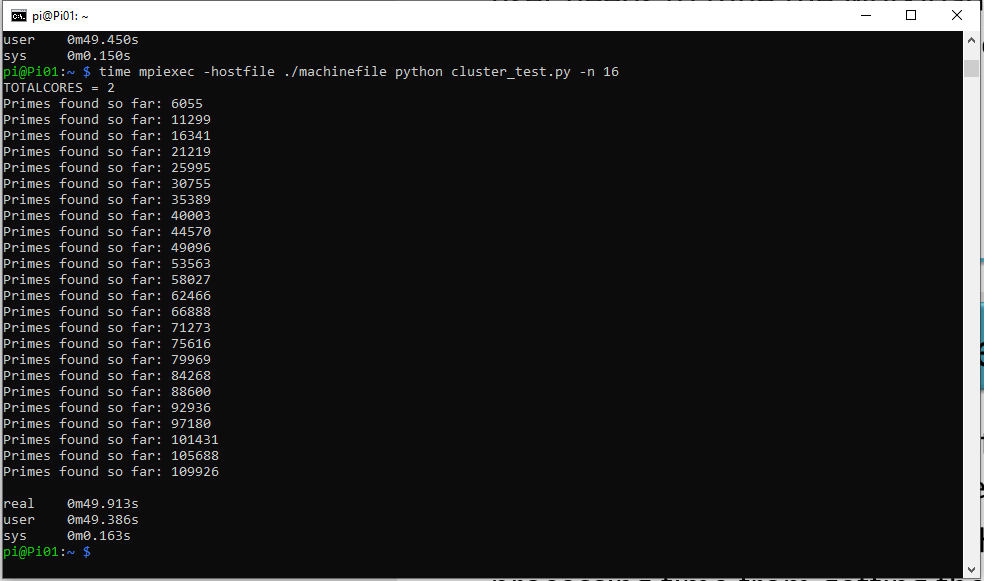 pi@Pi01: ~
user    0m49.450s
sys     0m0.150s
pi@Pi01:~ $ time mpiexec -hostfile ./machinefile python cluster_test.py -n 16
TOTALCORES = 2
Primes found so far: 6055
Primes found so far: 11299
Primes found so far: 16341
Primes found so far: 21219
Primes found so far: 25995
Primes found so far: 30755
Primes found so far: 35389
Primes found so far: 40003
Primes found so far: 44570
Primes found so far: 49096
Primes found so far: 53563
Primes found so far: 58027
Primes found so far: 62466
Primes found so far: 66888
Primes found so far: 71273
Primes found so far: 75616
Primes found so far: 79969
Primes found so far: 84268
Primes found so far: 88600
Primes found so far: 92936
Primes found so far: 97180
Primes found so far: 101431
Primes found so far: 105688
Primes found so far: 109926
real    0m49.913s
user    0m49.386s
sys     0m0.163s
pi@Pi01:~ $